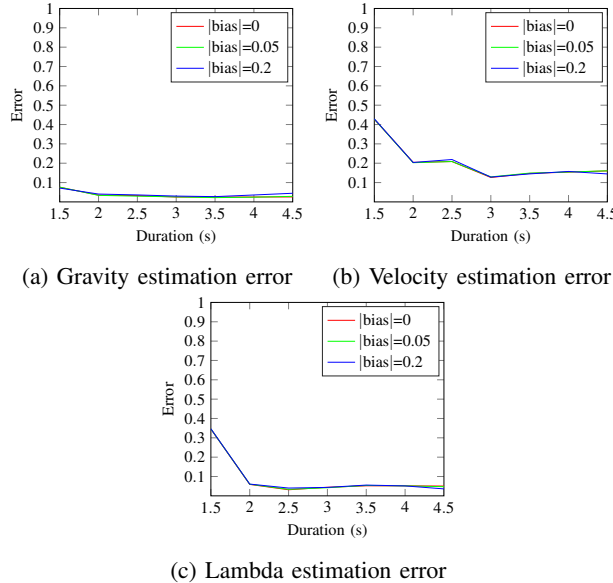 1
0.9
0.8
0.7
0.6
0.5
0.4
0.3
0.2
0.1
Error
|bias|=0
|bias|=0.05
|bias|=0.2
1.5 2 2.5 3 3.5 4 4.5
Duration (s)
(a) Gravity estimation error
1
0.9
0.8
0.7
0.6
0.5
0.4
0.3
0.2
0.1
Error
|bias|=0
|bias|=0.05
|bias|=0.2
1.5 2 2.5 3 3.5 4 4.5
Duration (s)
(b) Velocity estimation error
1
0.9
0.8
0.7
0.6
0.5
0.4
0.3
0.2
0.1
Error
|bias|=0
|bias|=0.05
|bias|=0.2
1.5 2 2.5 3 3.5 4 4.5
Duration (s)
(c) Lambda estimation error